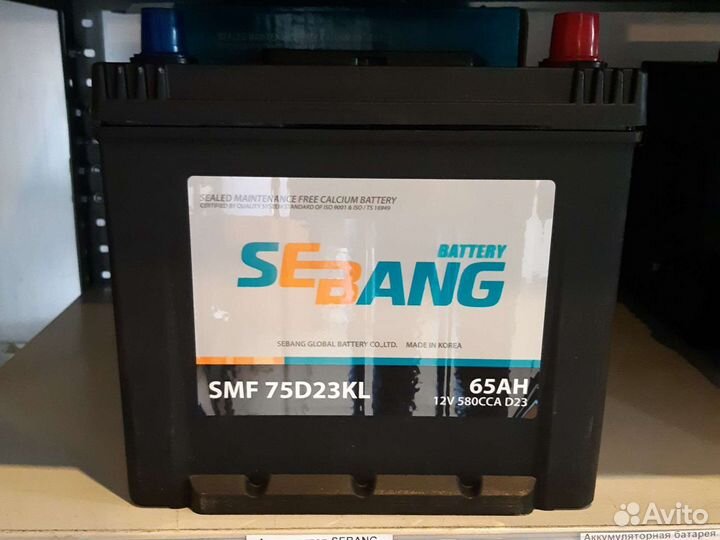 SEALED MAINTENANCE FREE CALCIUM BATTERY
CERTIFIED BY QUALITY SYSTEM STANDARD OF ISO 9001 & ISO / TS 16949
BATTERY
SEBANG
SEBANG GLOBAL BATTERY CO.,LTD. MADE IN KOREA
SMF 75D23KL
65AH
12V 580CCA D23
SEBANG
Аккумуляторная батарея
Avito